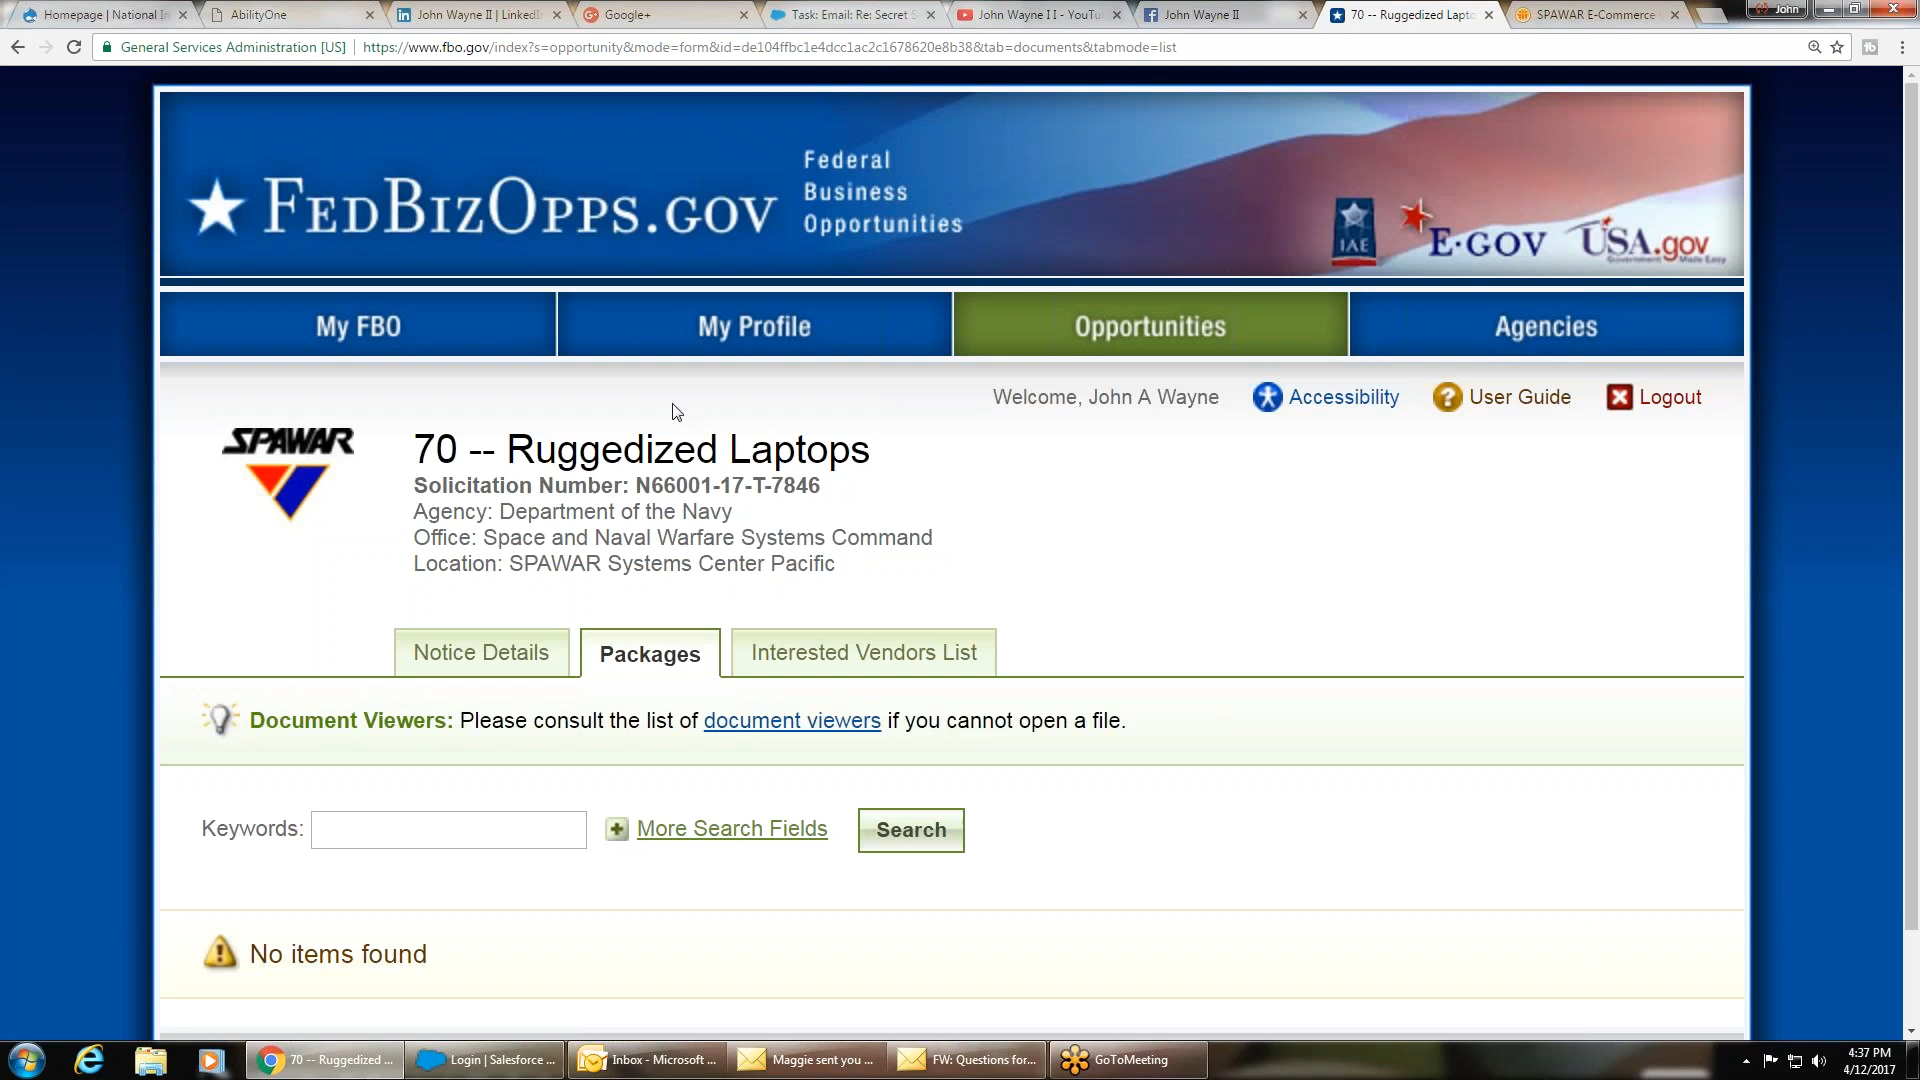 Homepage | National In
AbilityOne
John Wayne II | LinkedIn
Google+
Task: Email: Re: Secret S
John Wayne I I - YouTu
John Wayne II
70 -- Ruggedized Lapto
SPAWAR E-Commerce
John
General Services Administration [US]
https://www.fbo.gov/index?s=opportunity&mode=form&id=de104ffbc1e4dcc1ac2c1678620e8b38&tab=documents&tabmode=list
FEDBIZOPPS.GOV
Federal
Business
Opportunities
IAE
E·GOV
USA.gov
Government Made Easy
My FBO
My Profile
Opportunities
Agencies
Welcome, John A Wayne
Accessibility
User Guide
Logout
SPAWAR
70 -- Ruggedized Laptops
Solicitation Number: N66001-17-T-7846
Agency: Department of the Navy
Office: Space and Naval Warfare Systems Command
Location: SPAWAR Systems Center Pacific
Notice Details
Packages
Interested Vendors List
Document Viewers: Please consult the list of document viewers if you cannot open a file.
Keywords:
More Search Fields
Search
No items found
70 -- Ruggedized ...
Login | Salesforce ...
Inbox - Microsoft ...
Maggie sent you ...
FW: Questions for...
GoToMeeting
4:37 PM
4/12/2017